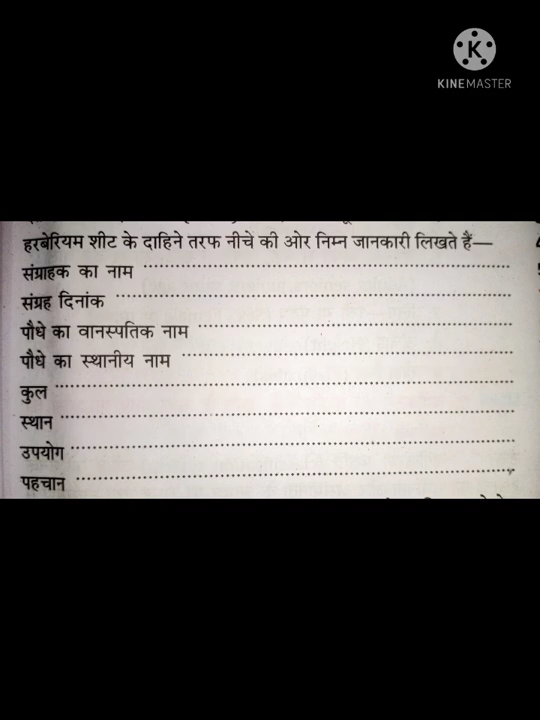 KINEMASTER
हरबेरियम शीट के दाहिने तरफ नीचे की ओर निम्न जानकारी लिखते हैं—
संग्राहक का नाम ........................................................
संग्रह दिनांक ........................................................
पौधे का वानस्पतिक नाम ........................................................
पौधे का स्थानीय नाम ........................................................
कुल ........................................................
स्थान ........................................................
उपयोग ........................................................
पहचान ........................................................